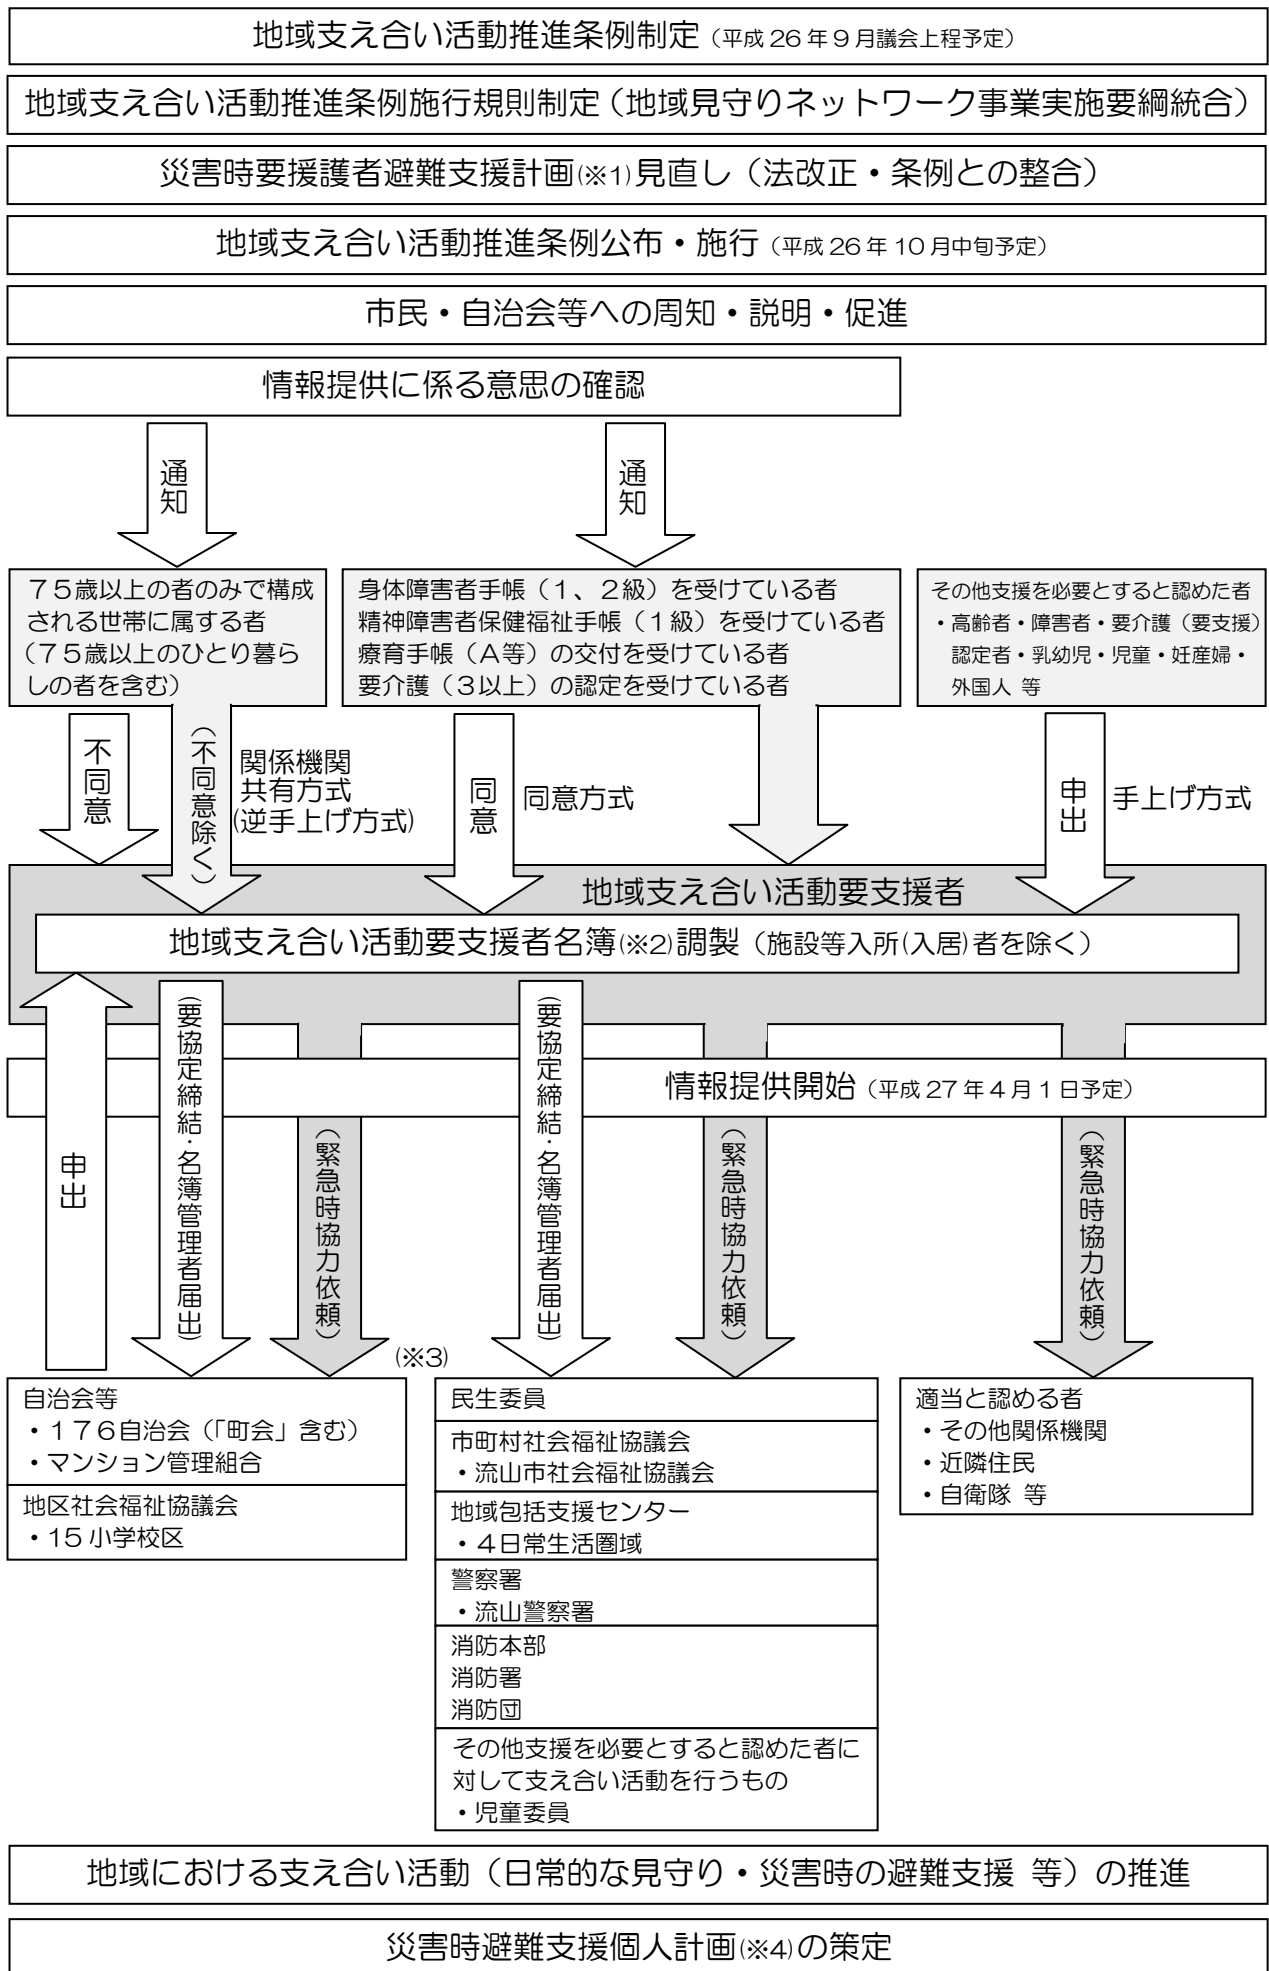 地域支え合い活動推進条例制定（平成26年9月議会上程予定）
地域支え合い活動推進条例施行規則制定（地域見守りネットワーク事業実施要綱統合）
災害時要援護者避難支援計画(※1)見直し（法改正・条例との整合）
地域支え合い活動推進条例公布・施行（平成26年10月中旬予定）
市民・自治会等への周知・説明・促進
情報提供に係る意思の確認
通知
通知
７５歳以上の者のみで構成
される世帯に属する者
（７５歳以上のひとり暮ら
しの者を含む）
身体障害者手帳（１、２級）を受けている者
精神障害者保健福祉手帳（１級）を受けている者
療育手帳（Ａ等）の交付を受けている者
要介護（３以上）の認定を受けている者
その他支援を必要とすると認めた者
・高齢者・障害者・要介護（要支援）
認定者・乳幼児・児童・妊産婦・
外国人 等
不同意
（不同意除く）
関係機関
共有方式
(逆手上げ方式)
同意
同意方式
申出
手上げ方式
地域支え合い活動要支援者
地域支え合い活動要支援者名簿(※2)調製（施設等入所(入居)者を除く）
情報提供開始（平成27年4月1日予定）
申出
（要協定締結・名簿管理者届出）
（緊急時協力依頼）
（要協定締結・名簿管理者届出）
（緊急時協力依頼）
（緊急時協力依頼）
(※3)
自治会等
・１７６自治会（「町会」含む）
・マンション管理組合
地区社会福祉協議会
・15小学校区
民生委員
市町村社会福祉協議会
・流山市社会福祉協議会
地域包括支援センター
・４日常生活圏域
警察署
・流山警察署
消防本部
消防署
消防団
その他支援を必要とすると認めた者に
対して支え合い活動を行うもの
・児童委員
適当と認める者
・その他関係機関
・近隣住民
・自衛隊 等
地域における支え合い活動（日常的な見守り・災害時の避難支援 等）の推進
災害時避難支援個人計画(※4)の策定